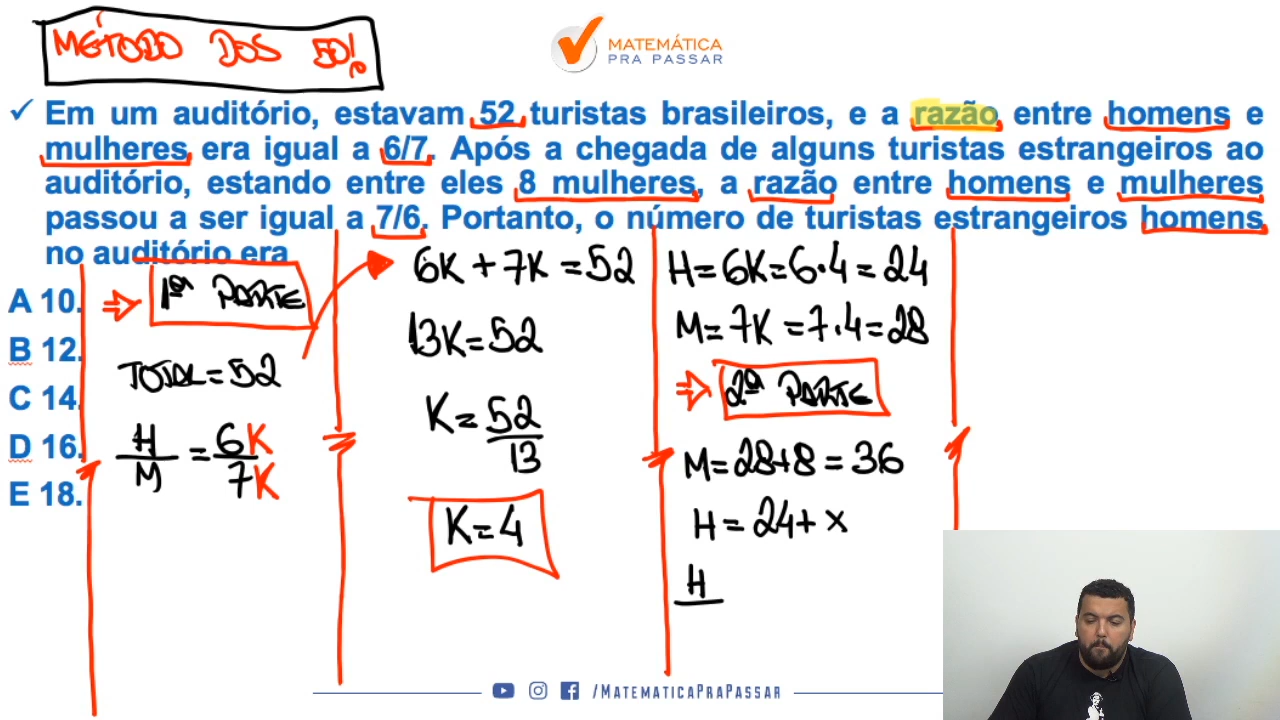 MÉTODO DOS 50!
MATEMÁTICA
PRA PASSAR
✓ Em um auditório, estavam 52 turistas brasileiros, e a razão entre homens e
mulheres era igual a 6/7. Após a chegada de alguns turistas estrangeiros ao
auditório, estando entre eles 8 mulheres, a razão entre homens e mulheres
passou a ser igual a 7/6. Portanto, o número de turistas estrangeiros homens
no auditório era
A 10.
B 12.
C 14.
D 16.
E 18.
⇒ 1ª PARTE
TOTAL = 52
H/M = 6K/7K
6K + 7K = 52
13K = 52
K = 52/13
K = 4
H = 6K = 6·4 = 24
M = 7K = 7·4 = 28
⇒ 2ª PARTE
M = 28+8 = 36
H = 24+ x
H
/MATEMATICAPRAPASSAR